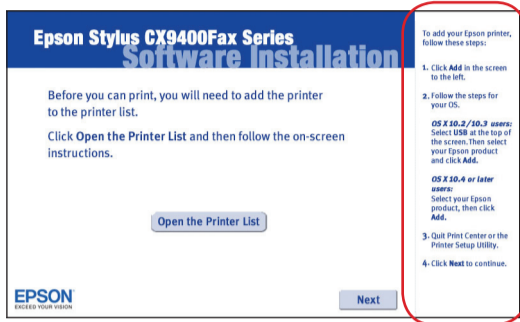 Epson Stylus CX9400Fax Series
Software Installation
Before you can print, you will need to add the printer
to the printer list.
Click Open the Printer List and then follow the on-screen
instructions.
Open the Printer List
EPSON
EXCEED YOUR VISION
Next
To add your Epson printer,
follow these steps:
1. Click Add in the screen
to the left.
2. Follow the steps for
your OS.
OS X 10.2/10.3 users:
Select USB at the top of
the screen.Then select
your Epson product
and click Add.
OS X 10.4 or later
users:
Select your Epson
product, then click
Add.
3. Quit Print Center or the
Printer Setup Utility.
4. Click Next to continue.